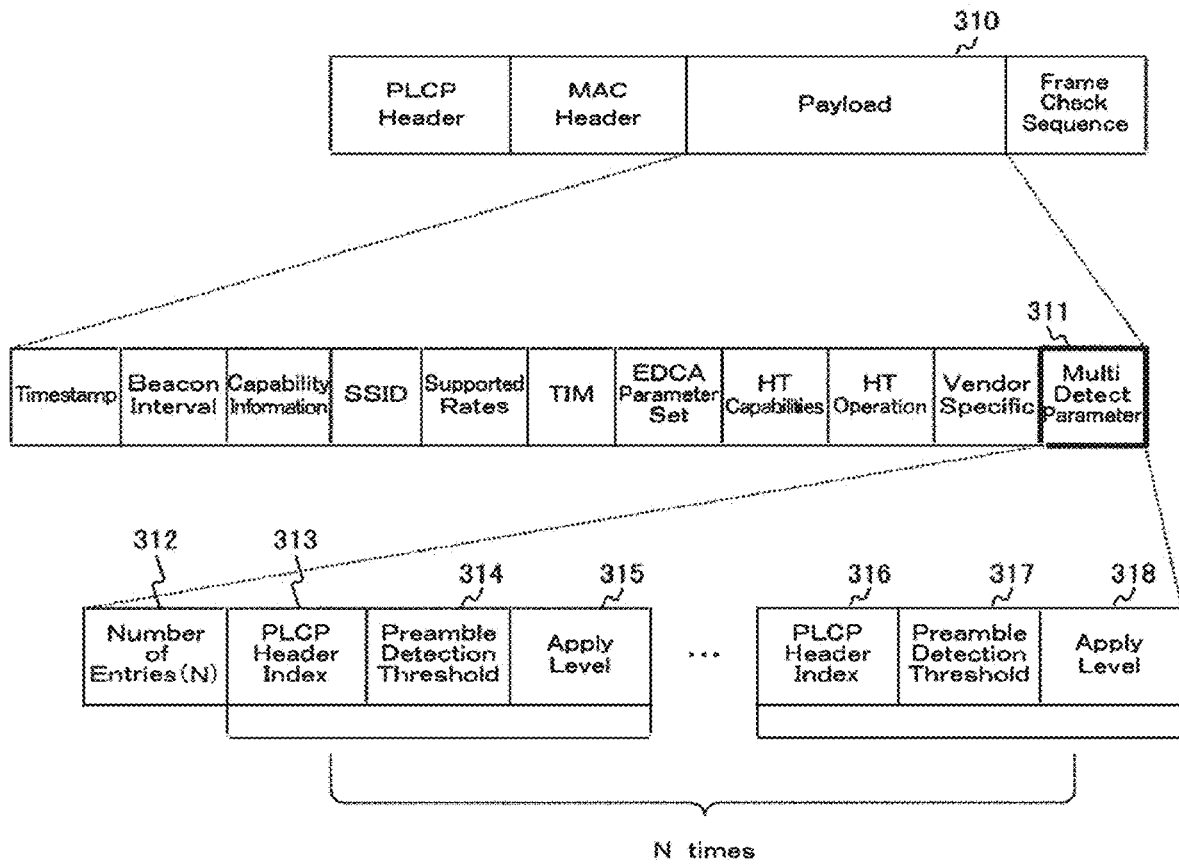 310
PLCP Header
MAC Header
Payload
Frame Check Sequence
311
Timestamp
Beacon Interval
Capability Information
SSID
Supported Rates
TIM
EDCA Parameter Set
HT Capabilities
HT Operation
Vendor Specific
Multi Detect Parameter
312
313
314
315
316
317
318
Number of Entries(N)
PLCP Header Index
Preamble Detection Threshold
Apply Level
...
PLCP Header Index
Preamble Detection Threshold
Apply Level
N times